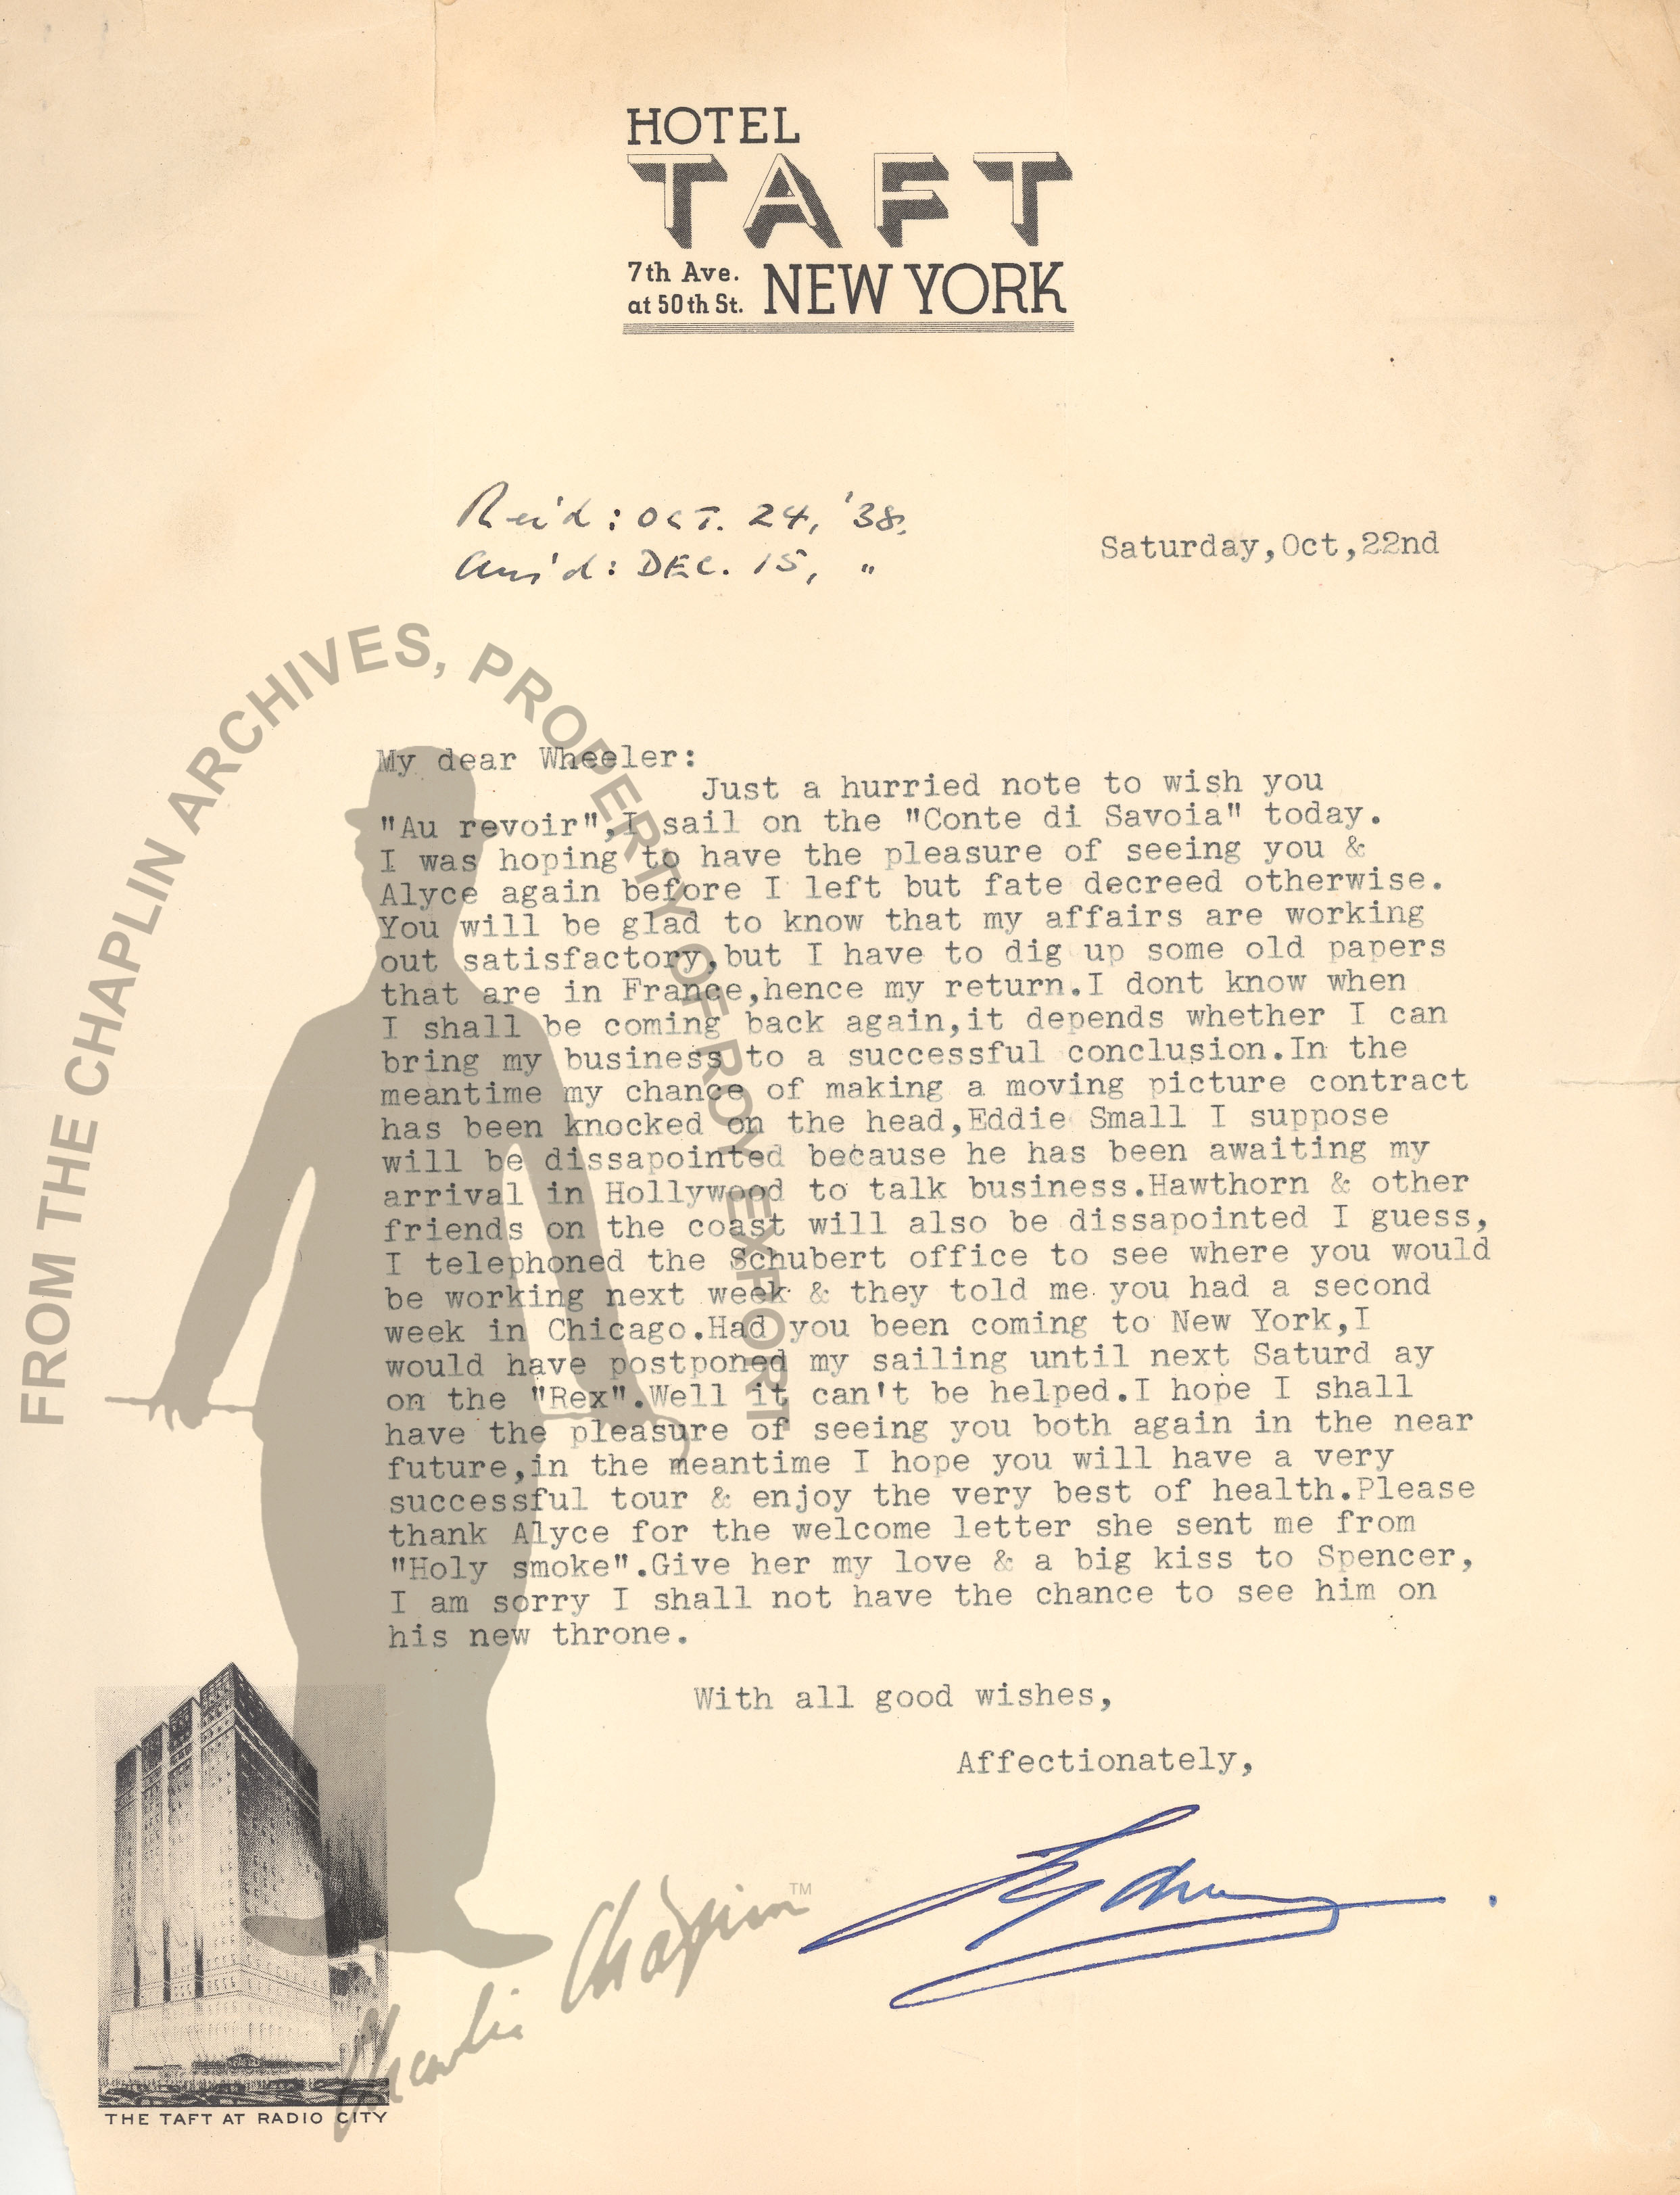 HOTEL
TAFT
7th Ave.
at 50th St. NEW YORK
Rec'd: OCT. 24, '38.
Ans'd: DEC. 15, "
Saturday,Oct,22nd
FROM THE CHAPLIN ARCHIVES, PROPERTY OF ROY EXPORT
My dear Wheeler:
Just a hurried note to wish you
"Au revoir",I sail on the "Conte di Savoia" today.
I was hoping to have the pleasure of seeing you &
Alyce again before I left but fate decreed otherwise.
You will be glad to know that my affairs are working
out satisfactory,but I have to dig up some old papers
that are in France,hence my return.I dont know when
I shall be coming back again,it depends whether I can
bring my business to a successful conclusion.In the
meantime my chance of making a moving picture contract
has been knocked on the head,Eddie Small I suppose
will be dissapointed because he has been awaiting my
arrival in Hollywood to talk business.Hawthorn & other
friends on the coast will also be dissapointed I guess,
I telephoned the Schubert office to see where you would
be working next week & they told me you had a second
week in Chicago.Had you been coming to New York,I
would have postponed my sailing until next Saturd ay
on the "Rex".Well it can't be helped.I hope I shall
have the pleasure of seeing you both again in the near
future,in the meantime I hope you will have a very
successful tour & enjoy the very best of health.Please
thank Alyce for the welcome letter she sent me from
"Holy smoke".Give her my love & a big kiss to Spencer,
I am sorry I shall not have the chance to see him on
his new throne.
With all good wishes,
Affectionately,
Sydney.
Charlie Chaplin™
THE TAFT AT RADIO CITY